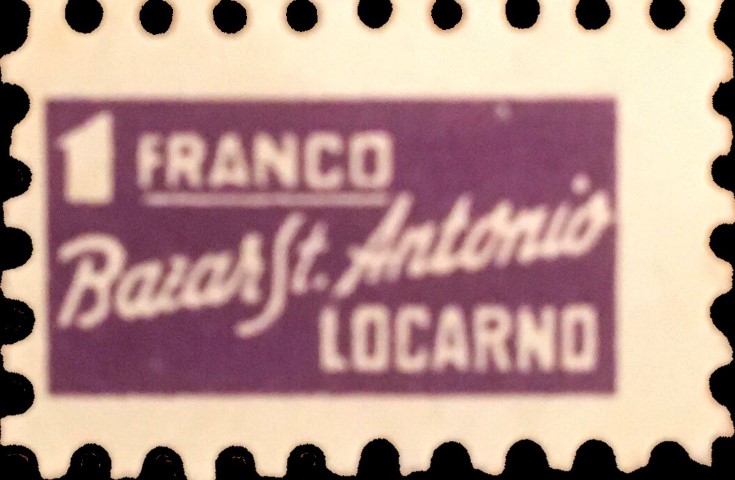 1 FRANCO
Bazar St. Antonio
LOCARNO